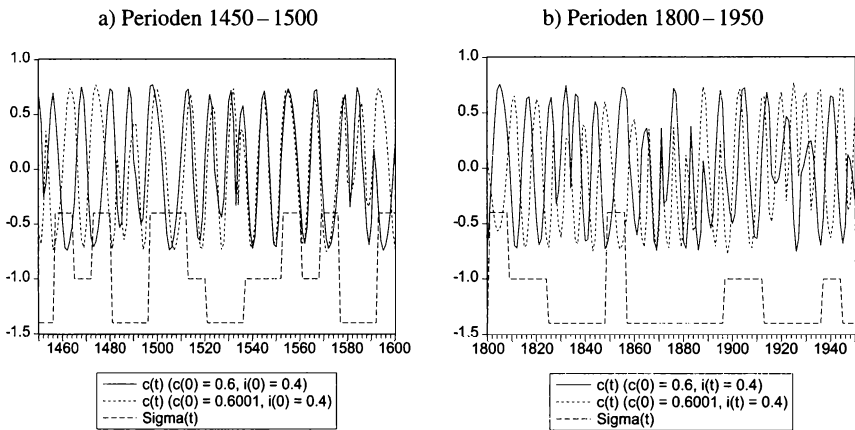 a) Perioden 1450 – 1500
b) Perioden 1800 – 1950
1.0
0.5
0.0
-0.5
-1.0
-1.5
1460 1480 1500 1520 1540 1560 1580 1600
1.0
0.5
0.0
-0.5
-1.0
-1.5
1800 1820 1840 1860 1880 1900 1920 1940
c(t) (c(0) = 0.6, i(0) = 0.4)
c(t) (c(0) = 0.6001, i(0) = 0.4)
Sigma(t)
c(t) (c(0) = 0.6, i(t) = 0.4)
c(t) (c(0) = 0.6001, i(t) = 0.4)
Sigma(t)